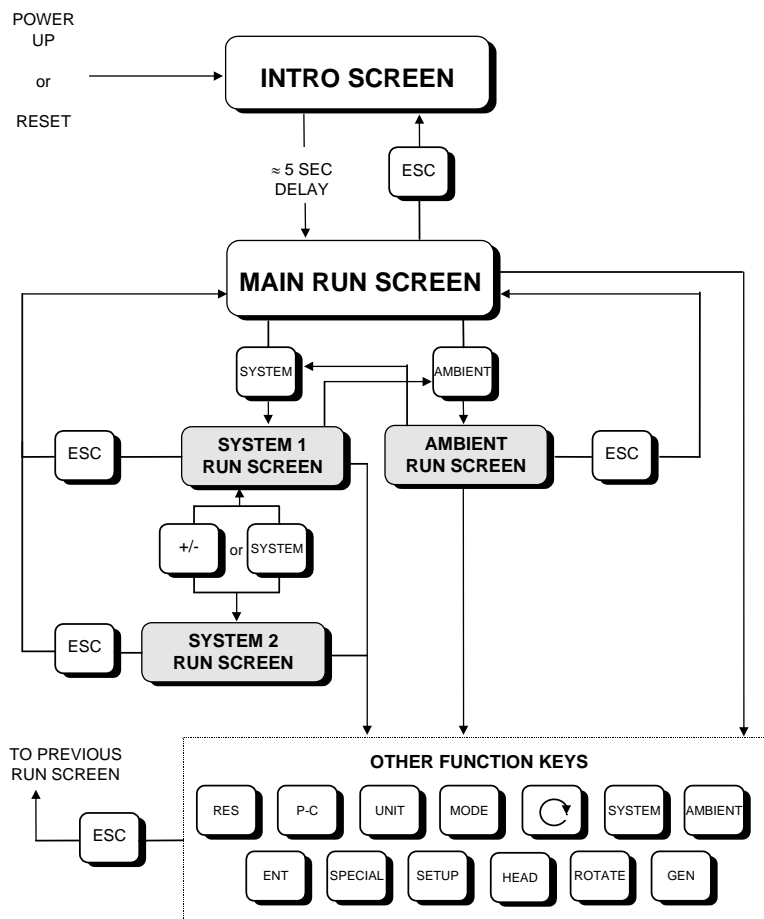 POWER
UP
or
RESET
INTRO SCREEN
≈ 5 SEC
DELAY
ESC
MAIN RUN SCREEN
SYSTEM
AMBIENT
ESC
SYSTEM 1
RUN SCREEN
AMBIENT
RUN SCREEN
ESC
+/-
or
SYSTEM
ESC
SYSTEM 2
RUN SCREEN
TO PREVIOUS
RUN SCREEN
ESC
OTHER FUNCTION KEYS
RES
P-C
UNIT
MODE
SYSTEM
AMBIENT
ENT
SPECIAL
SETUP
HEAD
ROTATE
GEN